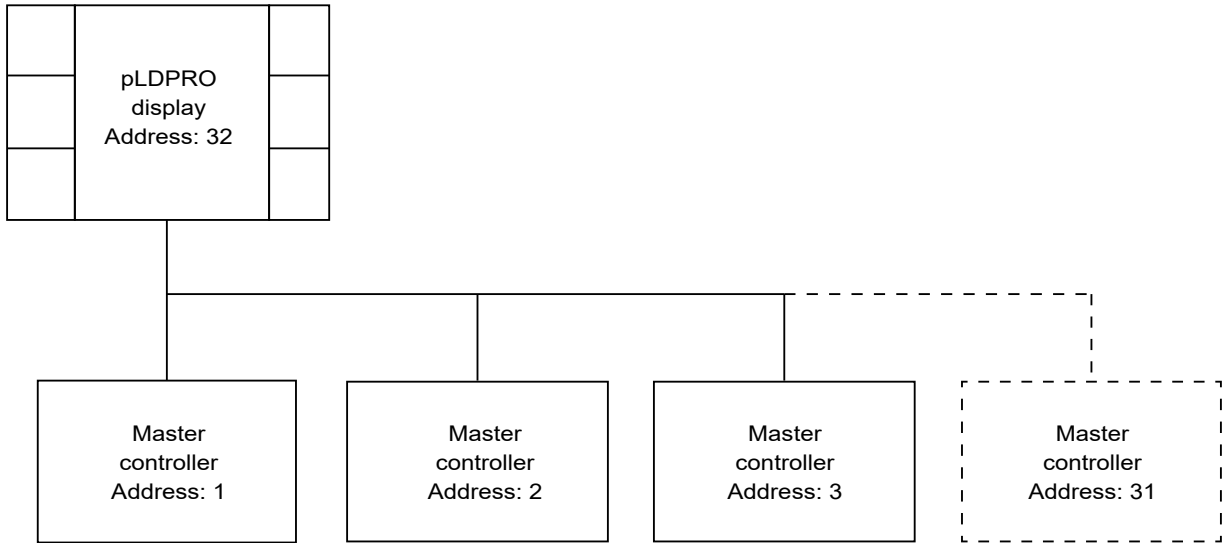 pLDPRO
display
Address: 32
Master
controller
Address: 1
Master
controller
Address: 2
Master
controller
Address: 3
Master
controller
Address: 31